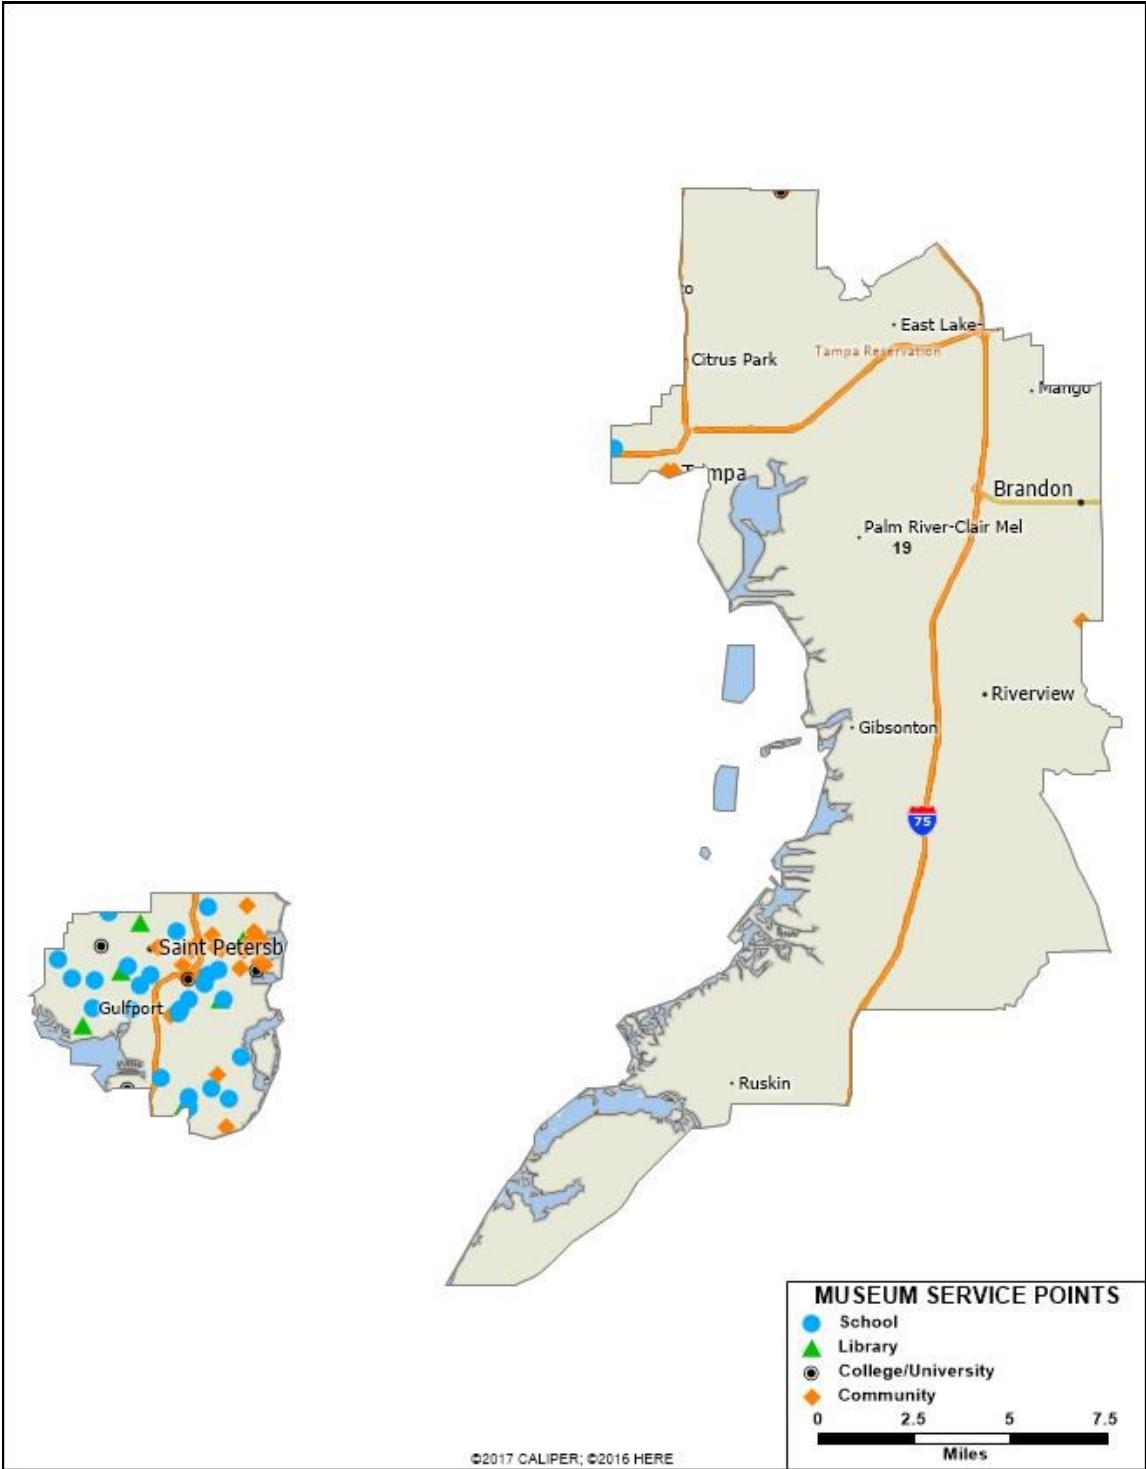 to
East Lake-
Tampa Reservation
Citrus Park
Mango
Tampa
Brandon
Palm River-Clair Mel
19
Riverview
Gibsonton
75
Saint Petersb
Gulfport
Ruskin
MUSEUM SERVICE POINTS
School
Library
College/University
Community
0 2.5 5 7.5
Miles
©2017 CALIPER; ©2016 HERE